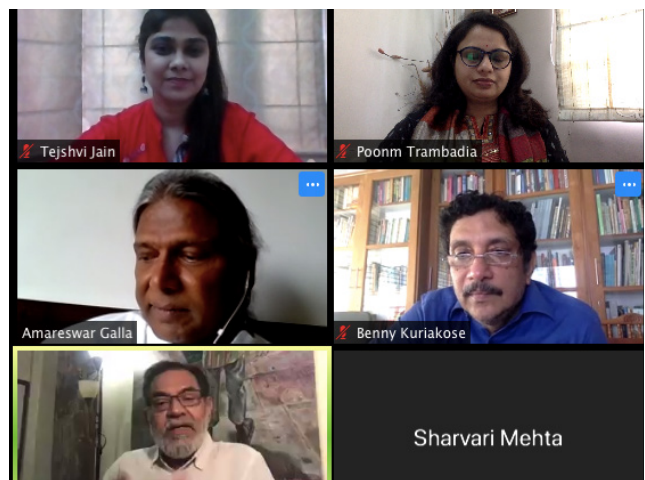 Tejshvi Jain
Poonm Trambadia
Amareswar Galla
Benny Kuriakose
Sharvari Mehta